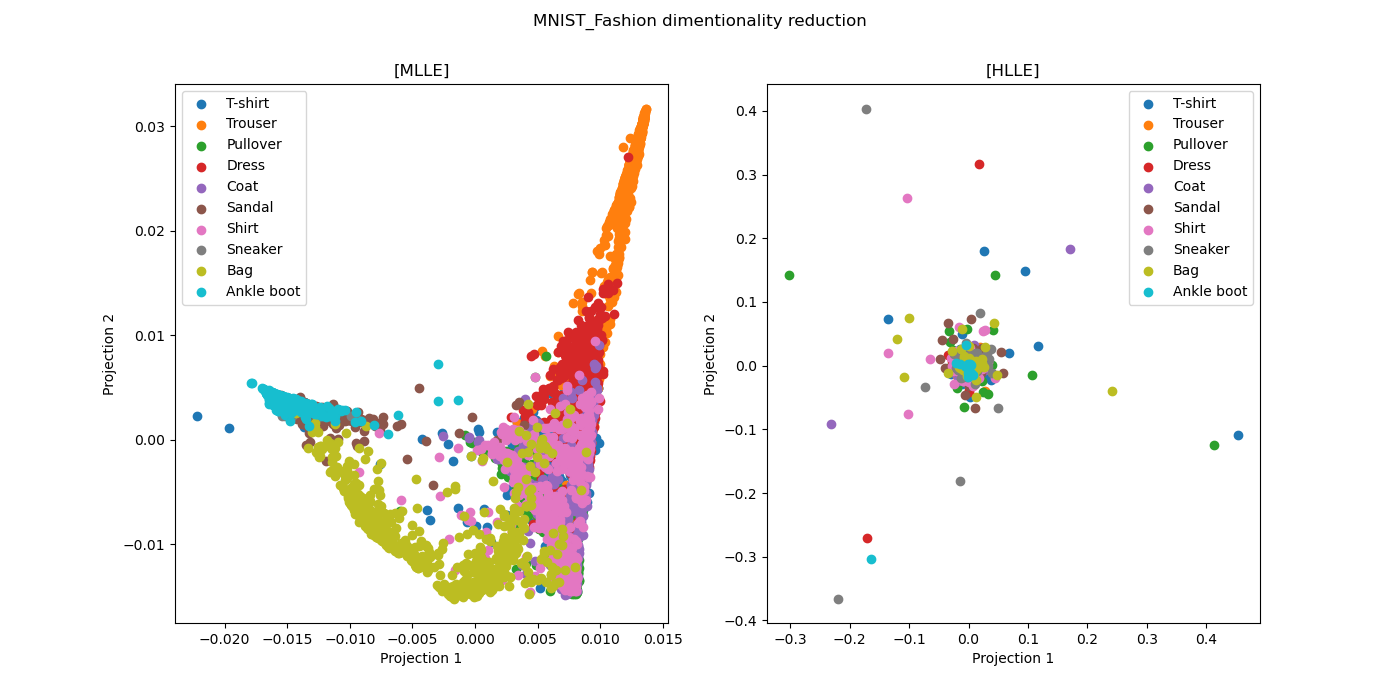 MNIST_Fashion dimentionality reduction
[MLLE]
T-shirt
Trouser
Pullover
Dress
Coat
Sandal
Shirt
Sneaker
Bag
Ankle boot
0.03
0.02
0.01
0.00
−0.01
Projection 2
−0.020
−0.015
−0.010
−0.005
0.000
0.005
0.010
0.015
Projection 1
[HLLE]
T-shirt
Trouser
Pullover
Dress
Coat
Sandal
Shirt
Sneaker
Bag
Ankle boot
0.4
0.3
0.2
0.1
0.0
−0.1
−0.2
−0.3
−0.4
Projection 2
−0.3
−0.2
−0.1
0.0
0.1
0.2
0.3
0.4
Projection 1